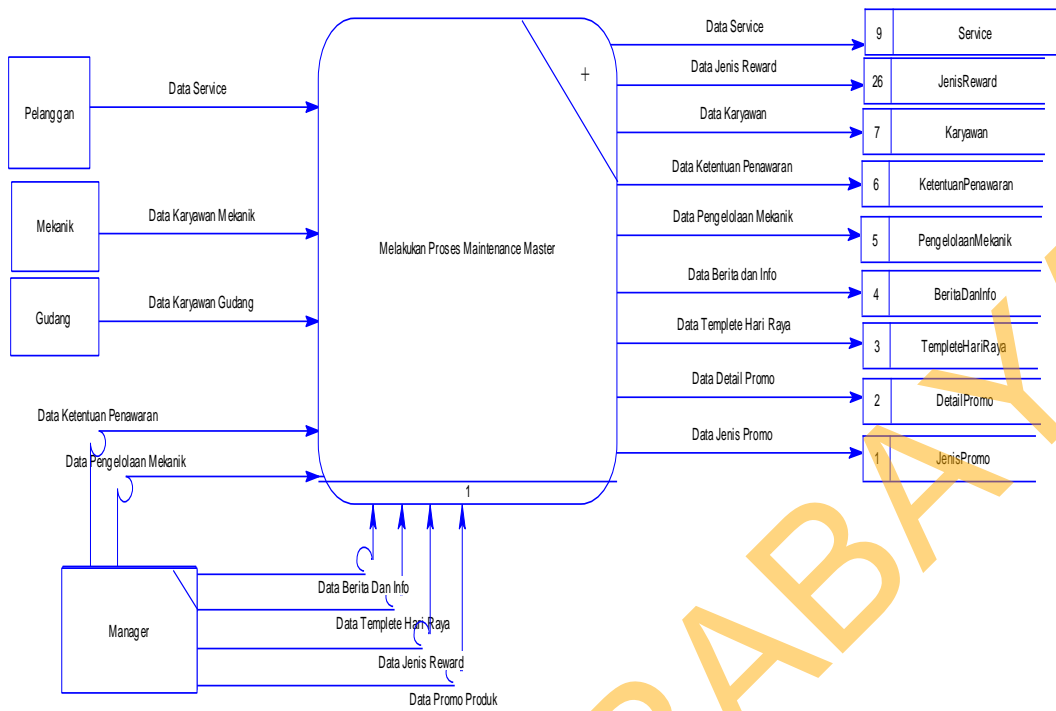 Pelanggan
Data Service
Mekanik
Data Karyawan Mekanik
Gudang
Data Karyawan Gudang
Data Ketentuan Penawaran
Data Pengelolaan Mekanik
Manager
Data Berita Dan Info
Data Templete Hari Raya
Data Jenis Reward
Data Promo Produk
+
Melakukan Proses Maintenance Master
1
Data Service
9 Service
Data Jenis Reward
26 JenisReward
Data Karyawan
7 Karyawan
Data Ketentuan Penawaran
6 KetentuanPenawaran
Data Pengelolaan Mekanik
5 PengelolaanMekanik
Data Berita dan Info
4 BeritaDanInfo
Data Templete Hari Raya
3 TempleteHariRaya
Data Detail Promo
2 DetailPromo
Data Jenis Promo
1 JenisPromo
RABAYA